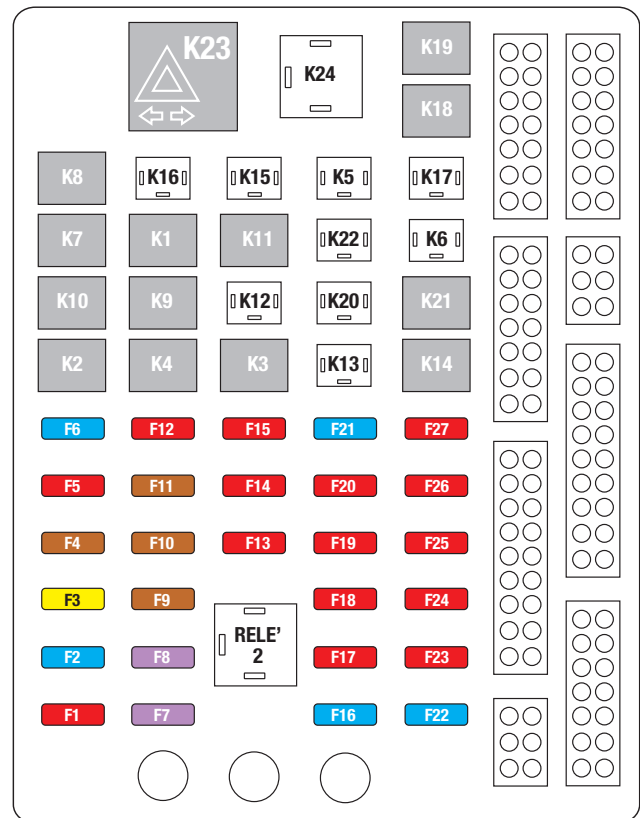 K23 K24 K19
K18
K8 K16 K15 K5 K17
K7 K1 K11 K22 K6
K10 K9 K12 K20 K21
K2 K4 K3 K13 K14
F6 F12 F15 F21 F27
F5 F11 F14 F20 F26
F4 F10 F13 F19 F25
F3 F9 F18 F24
RELE'
2
F2 F8 F17 F23
F1 F7 F16 F22